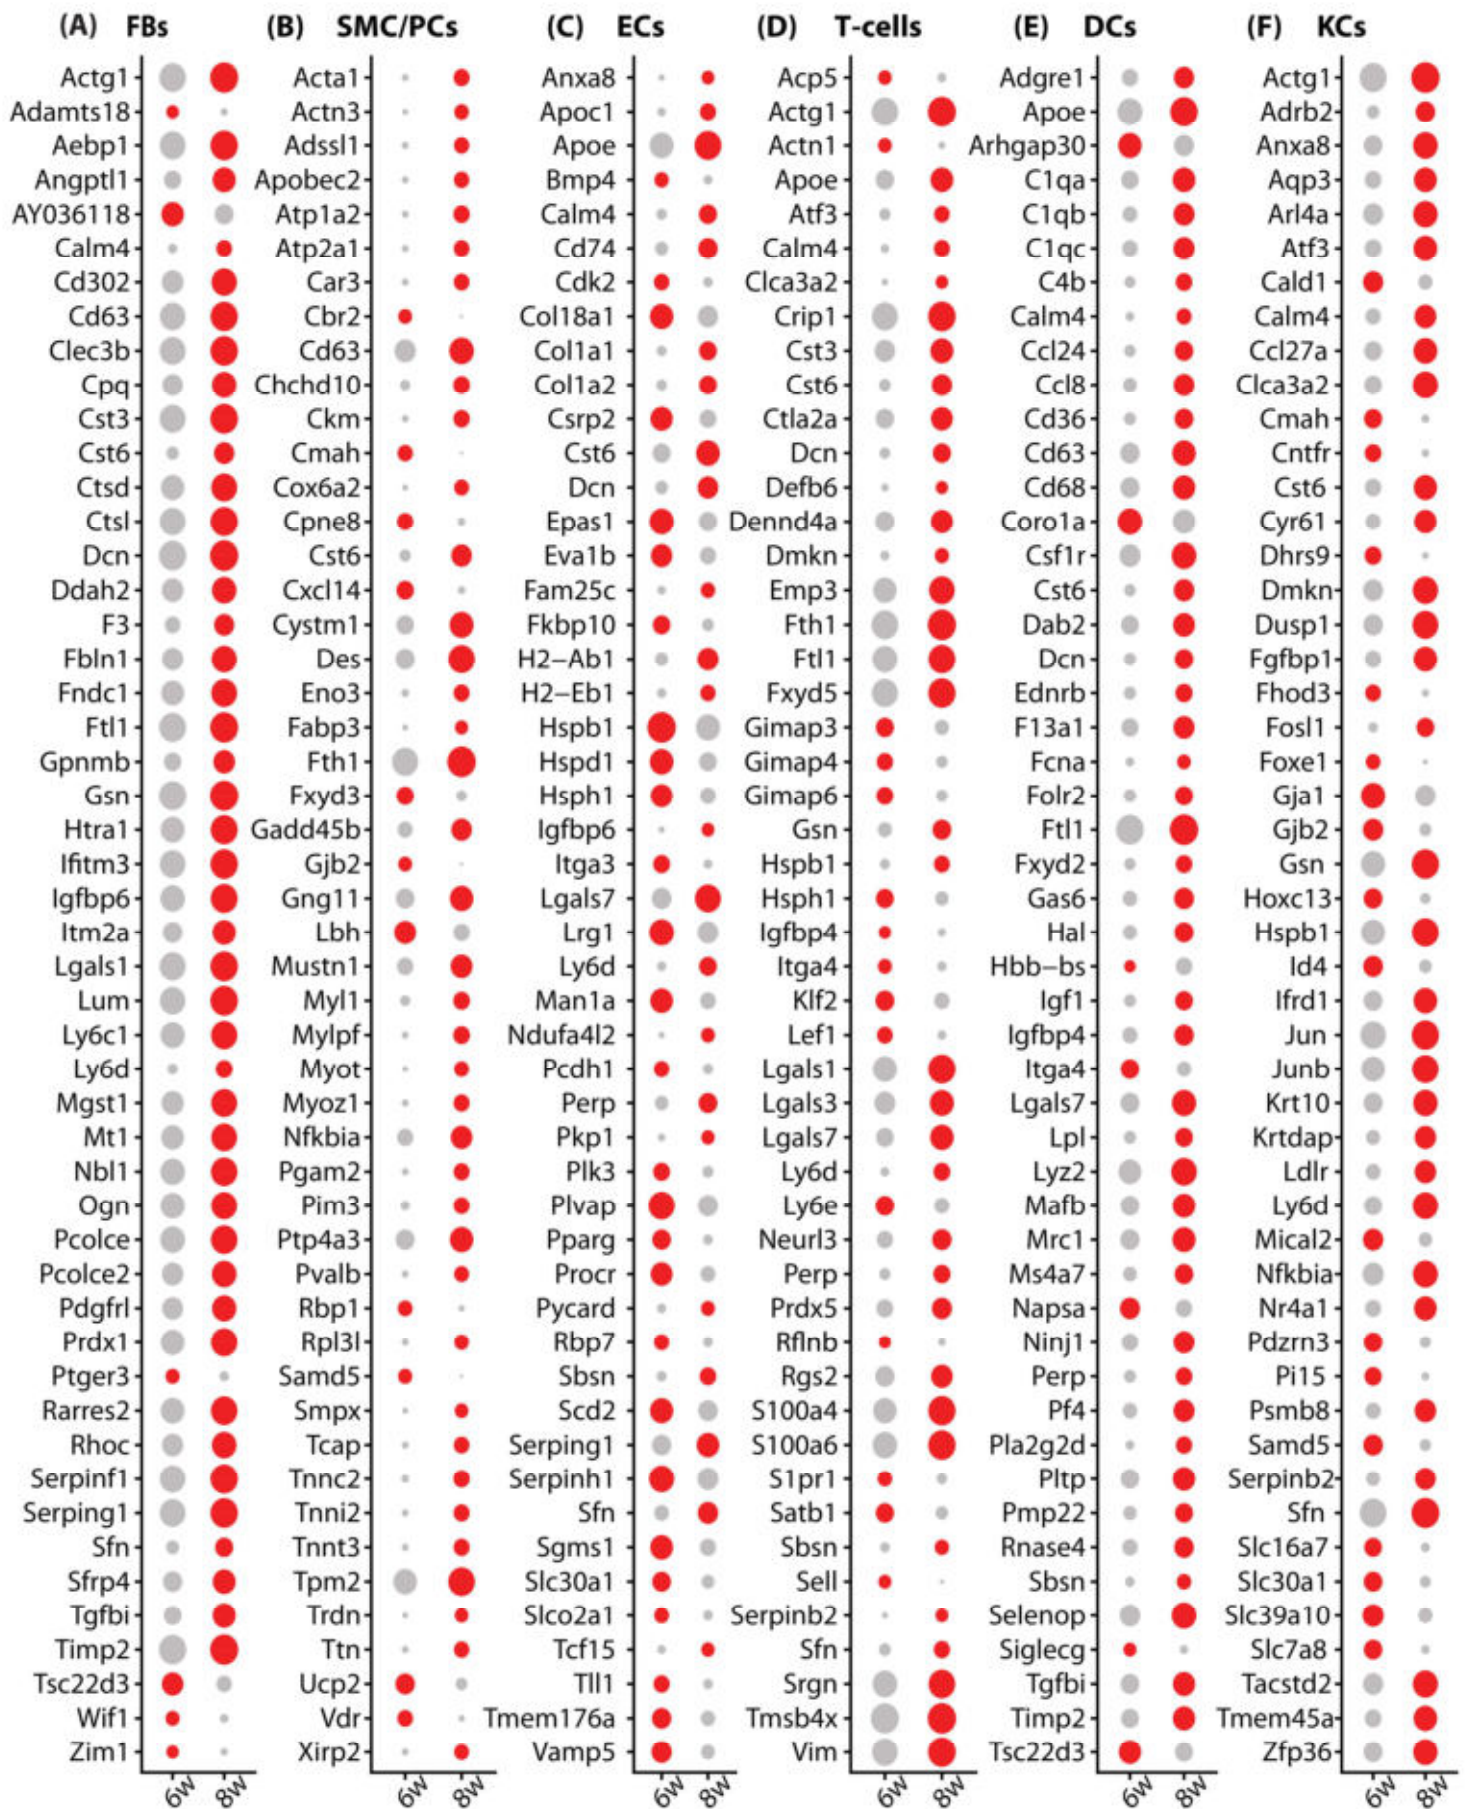 (A) FBs (B) SMC/PCs (C) ECs (D) T-cells (E) DCs (F) KCs
Actg1 Acta1 Anxa8 Acp5 Adgre1 Actg1
Adamts18 Actn3 Apoc1 Actg1 Apoe Adrb2
Aebp1 Adssl1 Apoe Actn1 Arhgap30 Anxa8
Angptl1 Apobec2 Bmp4 Apoe C1qa Aqp3
AY036118 Atp1a2 Calm4 Atf3 C1qb Arl4a
Calm4 Atp2a1 Cd74 Calm4 C1qc Atf3
Cd302 Car3 Cdk2 Clca3a2 C4b Cald1
Cd63 Cbr2 Col18a1 Crip1 Calm4 Calm4
Clec3b Cd63 Col1a1 Cst3 Ccl24 Ccl27a
Cpq Chchd10 Col1a2 Cst6 Ccl8 Clca3a2
Cst3 Ckm Csrp2 Ctla2a Cd36 Cmah
Cst6 Cmah Cst6 Dcn Cd63 Cntfr
Ctsd Cox6a2 Dcn Defb6 Cd68 Cst6
Ctsl Cpne8 Epas1 Dennd4a Coro1a Cyr61
Dcn Cst6 Eva1b Dmkn Csf1r Dhrs9
Ddah2 Cxcl14 Fam25c Emp3 Cst6 Dmkn
F3 Cystm1 Fkbp10 Fth1 Dab2 Dusp1
Fbln1 Des H2−Ab1 Ftl1 Dcn Fgfbp1
Fndc1 Eno3 H2−Eb1 Fxyd5 Ednrb Fhod3
Ftl1 Fabp3 Hspb1 Gimap3 F13a1 Fosl1
Gpnmb Fth1 Hspd1 Gimap4 Fcna Foxe1
Gsn Fxyd3 Hsph1 Gimap6 Folr2 Gja1
Htra1 Gadd45b Igfbp6 Gsn Ftl1 Gjb2
Ifitm3 Gjb2 Itga3 Hspb1 Fxyd2 Gsn
Igfbp6 Gng11 Lgals7 Hsph1 Gas6 Hoxc13
Itm2a Lbh Lrg1 Igfbp4 Hal Hspb1
Lgals1 Mustn1 Ly6d Itga4 Hbb−bs Id4
Lum Myl1 Man1a Klf2 Igf1 Ifrd1
Ly6c1 Mylpf Ndufa4l2 Lef1 Igfbp4 Jun
Ly6d Myot Pcdh1 Lgals1 Itga4 Junb
Mgst1 Myoz1 Perp Lgals3 Lgals7 Krt10
Mt1 Nfkbia Pkp1 Lgals7 Lpl Krtdap
Nbl1 Pgam2 Plk3 Ly6d Lyz2 Ldlr
Ogn Pim3 Plvap Ly6e Mafb Ly6d
Pcolce Ptp4a3 Pparg Neurl3 Mrc1 Mical2
Pcolce2 Pvalb Procr Perp Ms4a7 Nfkbia
Pdgfrl Rbp1 Pycard Prdx5 Napsa Nr4a1
Prdx1 Rpl3l Rbp7 Rflnb Ninj1 Pdzrn3
Ptger3 Samd5 Sbsn Rgs2 Perp Pi15
Rarres2 Smpx Scd2 S100a4 Pf4 Psmb8
Rhoc Tcap Serping1 S100a6 Pla2g2d Samd5
Serpinf1 Tnnc2 Serpinh1 S1pr1 Pltp Serpinb2
Serping1 Tnni2 Sfn Satb1 Pmp22 Sfn
Sfn Tnnt3 Sgms1 Sbsn Rnase4 Slc16a7
Sfrp4 Tpm2 Slc30a1 Sell Sbsn Slc30a1
Tgfbi Trdn Slco2a1 Serpinb2 Selenop Slc39a10
Timp2 Ttn Tcf15 Sfn Siglecg Slc7a8
Tsc22d3 Ucp2 Tll1 Srgn Tgfbi Tacstd2
Wif1 Vdr Tmem176a Tmsb4x Timp2 Tmem45a
Zim1 Xirp2 Vamp5 Vim Tsc22d3 Zfp36
6w 8w 6w 8w 6w 8w 6w 8w 6w 8w 6w 8w